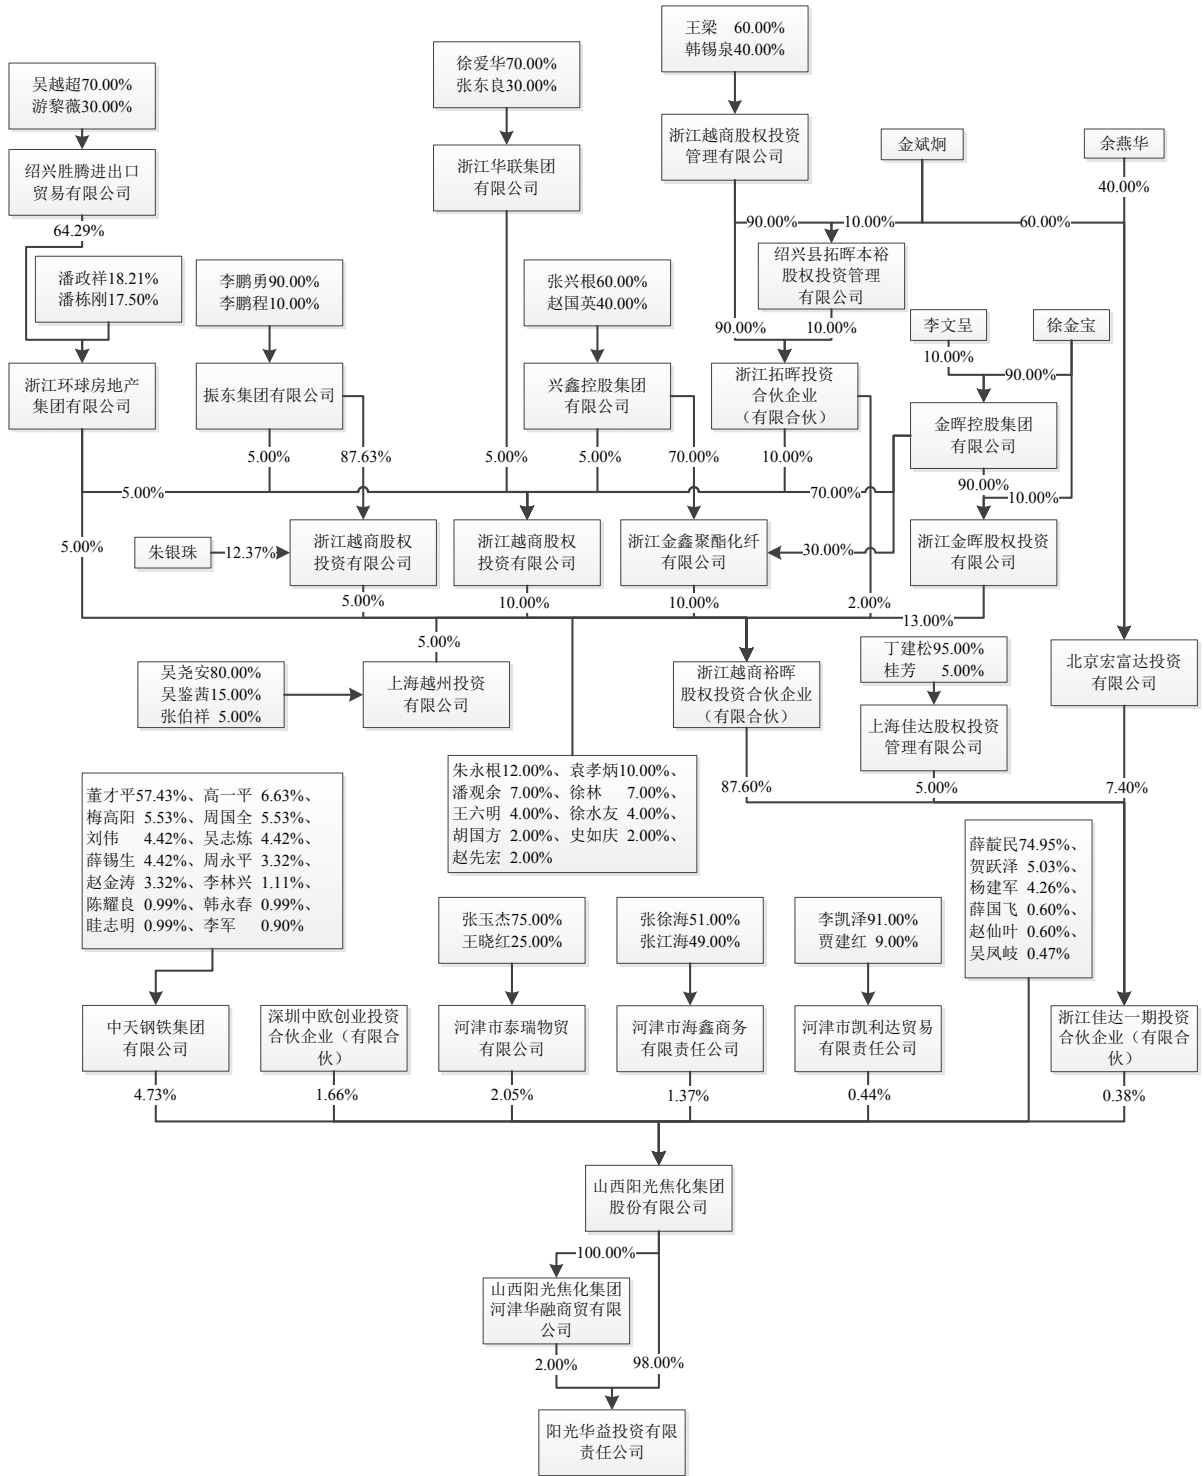 王梁 60.00%
韩锡泉40.00%
徐爱华70.00%
张东良30.00%
吴越超70.00%
游黎薇30.00%
浙江越商股权投资
管理有限公司
金斌炯
余燕华
绍兴胜腾进出口
贸易有限公司
浙江华联集团
有限公司
40.00%
64.29%
90.00%
10.00%
60.00%
绍兴县拓晖本裕
股权投资管理
有限公司
潘政祥18.21%
潘栋刚17.50%
李鹏勇90.00%
李鹏程10.00%
张兴根60.00%
赵国英40.00%
90.00%
10.00%
李文呈
徐金宝
10.00%
90.00%
浙江环球房地产
集团有限公司
振东集团有限公司
兴鑫控股集团
有限公司
浙江拓晖投资
合伙企业
（有限合伙）
金晖控股集团
有限公司
5.00%
87.63%
5.00%
5.00%
70.00%
10.00%
90.00%
5.00%
70.00%
10.00%
5.00%
朱银珠
12.37%
浙江越商股权
投资有限公司
浙江越商股权
投资有限公司
浙江金鑫聚酯化纤
有限公司
30.00%
浙江金晖股权投资
有限公司
5.00%
10.00%
10.00%
2.00%
13.00%
5.00%
吴尧安80.00%
吴鉴茜15.00%
张伯祥 5.00%
上海越州投资
有限公司
浙江越商裕晖
股权投资合伙企业
（有限合伙）
丁建松95.00%
桂芳 5.00%
北京宏富达投资
有限公司
上海佳达股权投资
管理有限公司
朱永根12.00%、袁孝炳10.00%、
潘观余 7.00%、徐林 7.00%、
王六明 4.00%、徐水友 4.00%、
胡国方 2.00%、史如庆 2.00%、
赵先宏 2.00%
87.60%
5.00%
7.40%
董才平57.43%、高一平 6.63%、
梅高阳 5.53%、周国全 5.53%、
刘伟 4.42%、吴志炼 4.42%、
薛锡生 4.42%、周永平 3.32%、
赵金涛 3.32%、李林兴 1.11%、
陈耀良 0.99%、韩永春 0.99%、
眭志明 0.99%、李军 0.90%
薛靛民74.95%、
贺跃泽 5.03%、
杨建军 4.26%、
薛国飞 0.60%、
赵仙叶 0.60%、
吴凤岐 0.47%
张玉杰75.00%
王晓红25.00%
张徐海51.00%
张江海49.00%
李凯泽91.00%
贾建红 9.00%
中天钢铁集团
有限公司
深圳中欧创业投资
合伙企业（有限合
伙）
河津市泰瑞物贸
有限公司
河津市海鑫商务
有限责任公司
河津市凯利达贸易
有限责任公司
浙江佳达一期投资
合伙企业（有限合
伙）
4.73%
1.66%
2.05%
1.37%
0.44%
0.38%
山西阳光焦化集团
股份有限公司
100.00%
山西阳光焦化集团
河津华融商贸有限
公司
2.00%
98.00%
阳光华益投资有限
责任公司